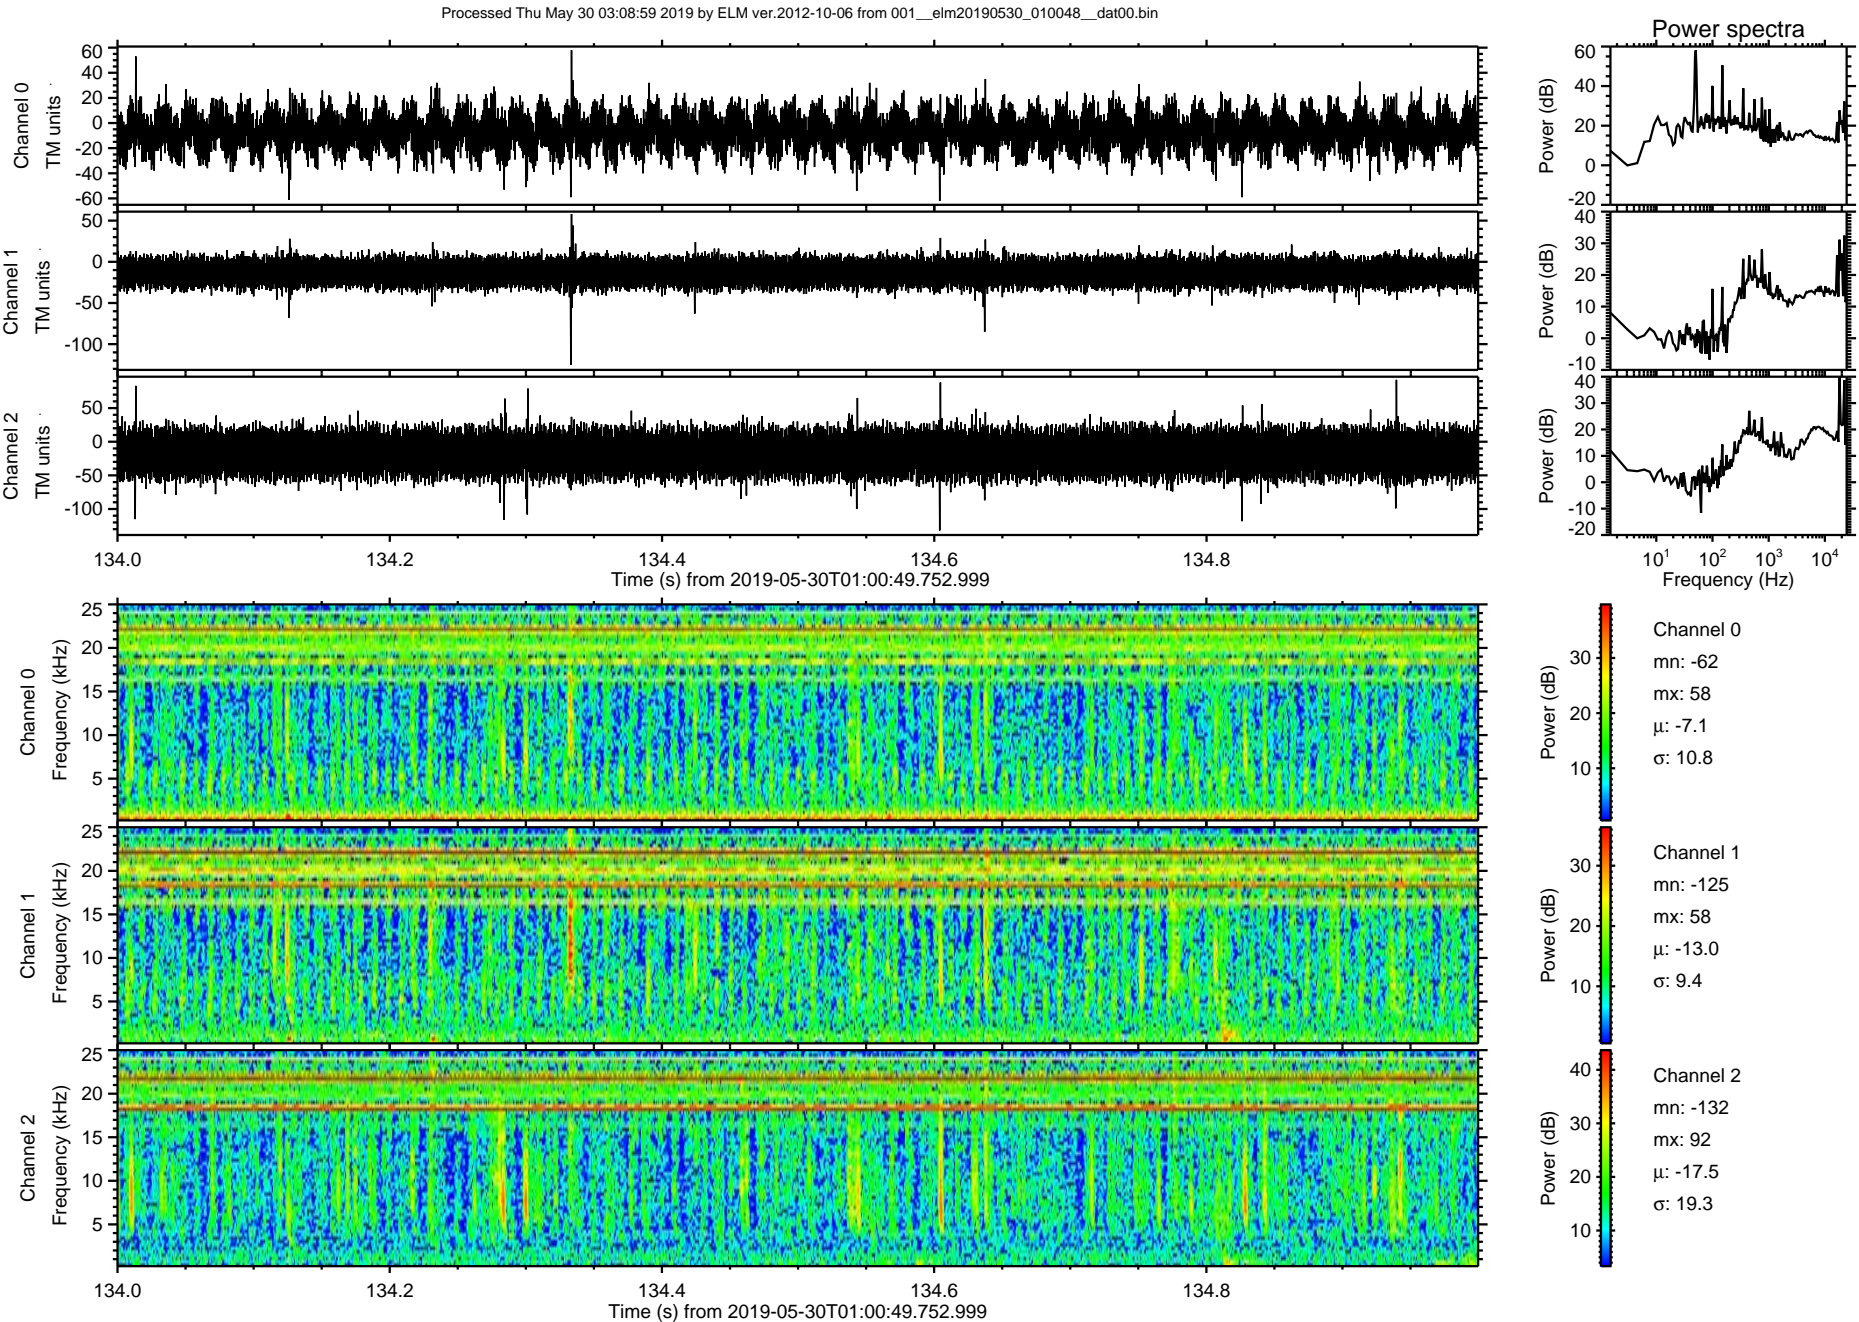 Processed Thu May 30 03:08:59 2019 by ELM ver.2012-10-06 from 001__elm20190530_010048__dat00.bin
Power spectra
Channel 0
TM units
60
40
20
0
-20
-40
-60
Power (dB)
60
40
20
0
-20
Channel 1
TM units
50
0
-50
-100
Power (dB)
40
30
20
10
0
-10
Channel 2
TM units
50
0
-50
-100
Power (dB)
40
30
20
10
0
-10
-20
134.0 134.2 134.4 134.6 134.8
Time (s) from 2019-05-30T01:00:49.752.999
10¹ 10² 10³ 10⁴
Frequency (Hz)
Channel 0
Frequency (kHz)
25
20
15
10
5
Power (dB)
30
20
10
Channel 0
mn: -62
mx: 58
μ: -7.1
σ: 10.8
Channel 1
Frequency (kHz)
25
20
15
10
5
Power (dB)
30
20
10
Channel 1
mn: -125
mx: 58
μ: -13.0
σ: 9.4
Channel 2
Frequency (kHz)
25
20
15
10
5
Power (dB)
40
30
20
10
Channel 2
mn: -132
mx: 92
μ: -17.5
σ: 19.3
134.0 134.2 134.4 134.6 134.8
Time (s) from 2019-05-30T01:00:49.752.999